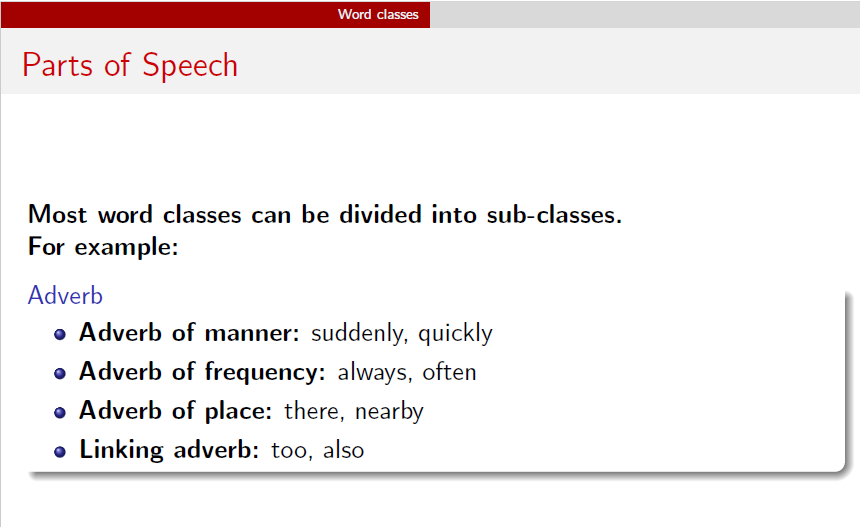 Word classes
Parts of Speech
Most word classes can be divided into sub-classes.
For example:
Adverb
Adverb of manner: suddenly, quickly
Adverb of frequency: always, often
Adverb of place: there, nearby
Linking adverb: too, also